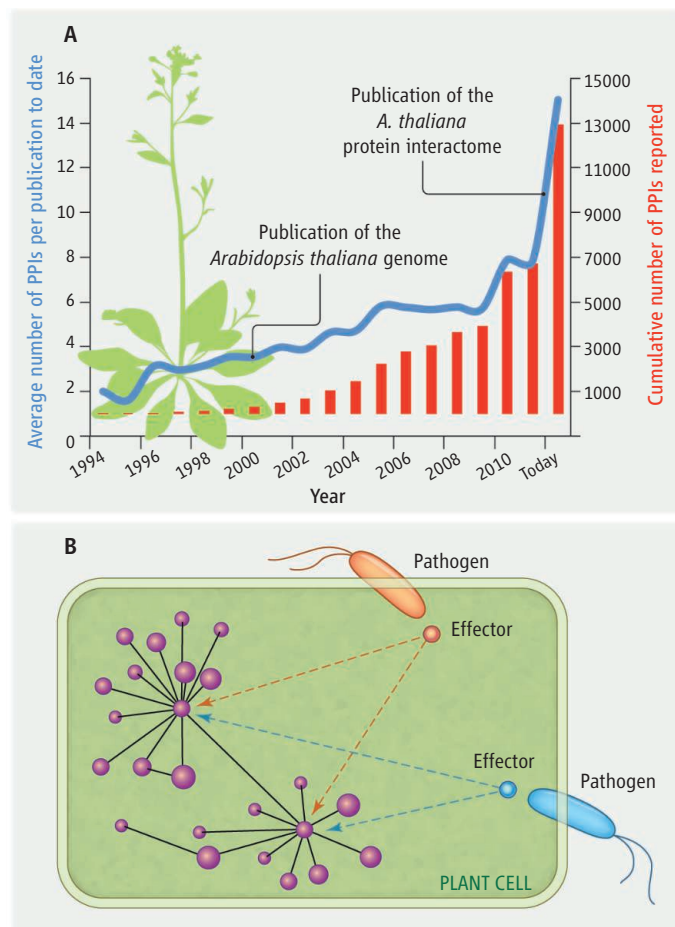 A
Average number of PPIs per publication to date
16
14
12
10
8
6
4
2
0
Publication of the
A. thaliana
protein interactome
Publication of the
Arabidopsis thaliana genome
15000
13000
11000
9000
7000
5000
3000
1000
Cumulative number of PPIs reported
1994
1996
1998
2000
2002
2004
2006
2008
2010
Today
Year
B
Pathogen
Effector
Effector
Pathogen
PLANT CELL